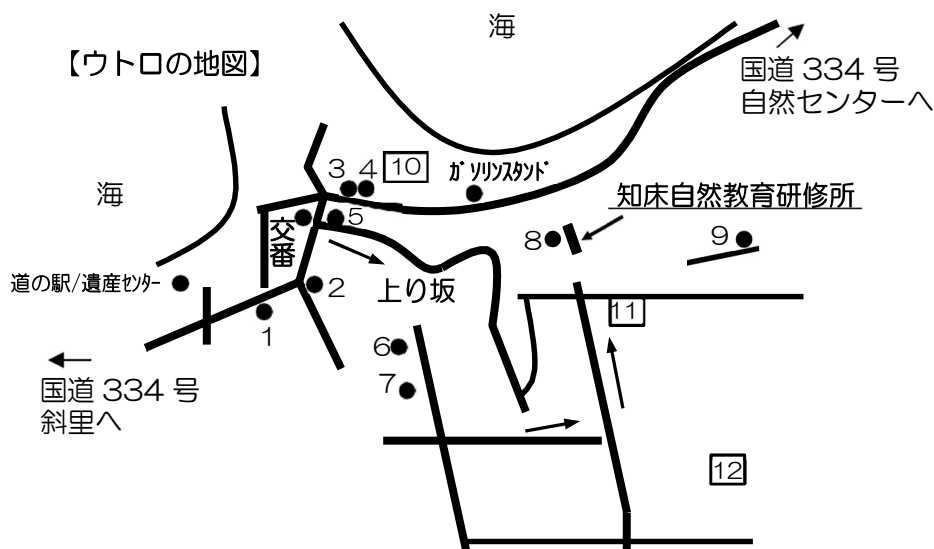 海
【ウトロの地図】
国道 334 号
自然センターへ
3 4 10
ガソリンスタンド
海
知床自然教育研修所
交番
5
8
9
道の駅/遺産センター
2
上り坂
1
11
6
7
国道 334 号
斜里へ
12